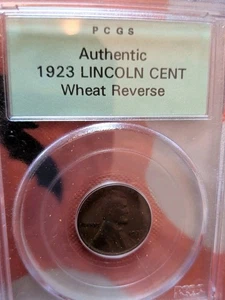 PCGS
Authentic
1923 LINCOLN CENT
Wheat Reverse